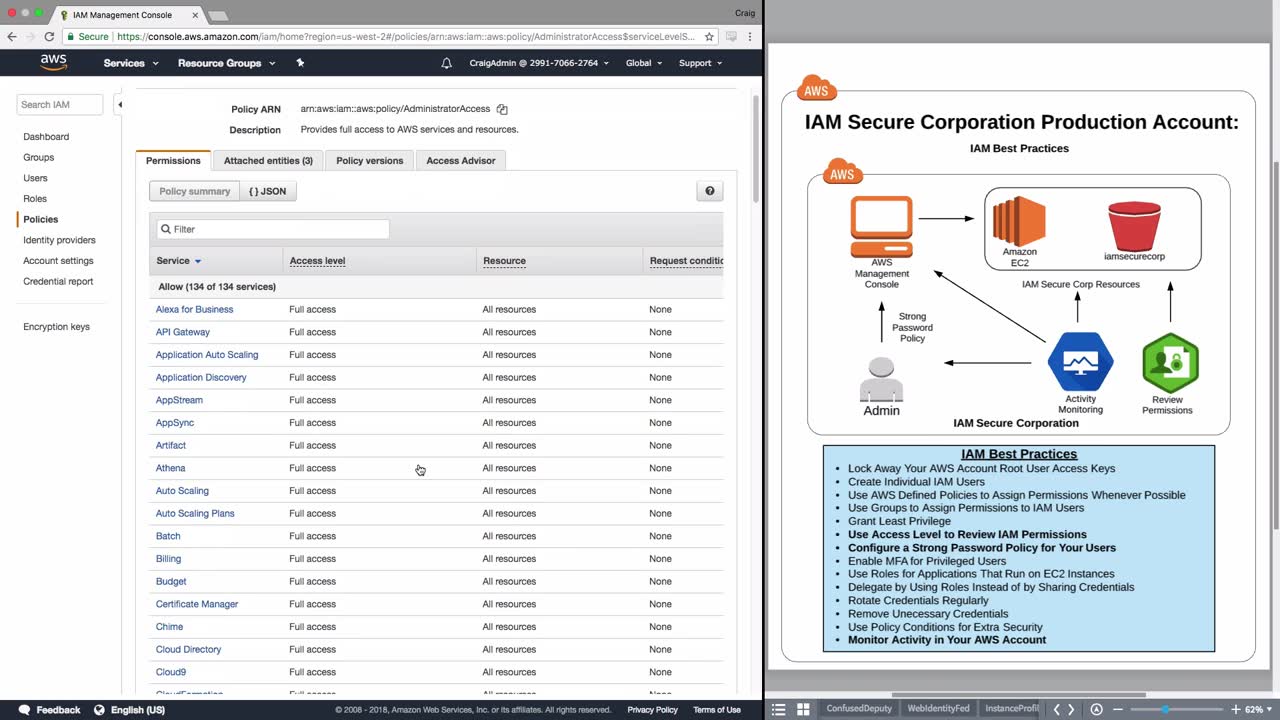 IAM Management Console
Craig
Secure | https://console.aws.amazon.com/iam/home?region=us-west-2#/policies/arn:aws:iam::aws:policy/AdministratorAccess$serviceLevelS...
aws
Services
Resource Groups
CraigAdmin @ 2991-7066-2764
Global
Support
Search IAM
Dashboard
Groups
Users
Roles
Policies
Identity providers
Account settings
Credential report
Encryption keys
Policy ARN arn:aws:iam::aws:policy/AdministratorAccess
Description Provides full access to AWS services and resources.
Permissions Attached entities (3) Policy versions Access Advisor
Policy summary { } JSON
Filter
Service Access level Resource Request conditio
Allow (134 of 134 services)
Alexa for Business Full access All resources None
API Gateway Full access All resources None
Application Auto Scaling Full access All resources None
Application Discovery Full access All resources None
AppStream Full access All resources None
AppSync Full access All resources None
Artifact Full access All resources None
Athena Full access All resources None
Auto Scaling Full access All resources None
Auto Scaling Plans Full access All resources None
Batch Full access All resources None
Billing Full access All resources None
Budget Full access All resources None
Certificate Manager Full access All resources None
Chime Full access All resources None
Cloud Directory Full access All resources None
Cloud9 Full access All resources None
Feedback English (US)
© 2008 - 2018, Amazon Web Services, Inc. or its affiliates. All rights reserved. Privacy Policy Terms of Use
AWS
IAM Secure Corporation Production Account:
IAM Best Practices
AWS
AWS
Management
Console
Amazon
EC2
iamsecurecorp
IAM Secure Corp Resources
Strong
Password
Policy
Admin
Activity
Monitoring
Review
Permissions
IAM Secure Corporation
IAM Best Practices
• Lock Away Your AWS Account Root User Access Keys
• Create Individual IAM Users
• Use AWS Defined Policies to Assign Permissions Whenever Possible
• Use Groups to Assign Permissions to IAM Users
• Grant Least Privilege
• Use Access Level to Review IAM Permissions
• Configure a Strong Password Policy for Your Users
• Enable MFA for Privileged Users
• Use Roles for Applications That Run on EC2 Instances
• Delegate by Using Roles Instead of by Sharing Credentials
• Rotate Credentials Regularly
• Remove Unecessary Credentials
• Use Policy Conditions for Extra Security
• Monitor Activity in Your AWS Account
ConfusedDeputy WebIdentityFed InstanceProfil
62%